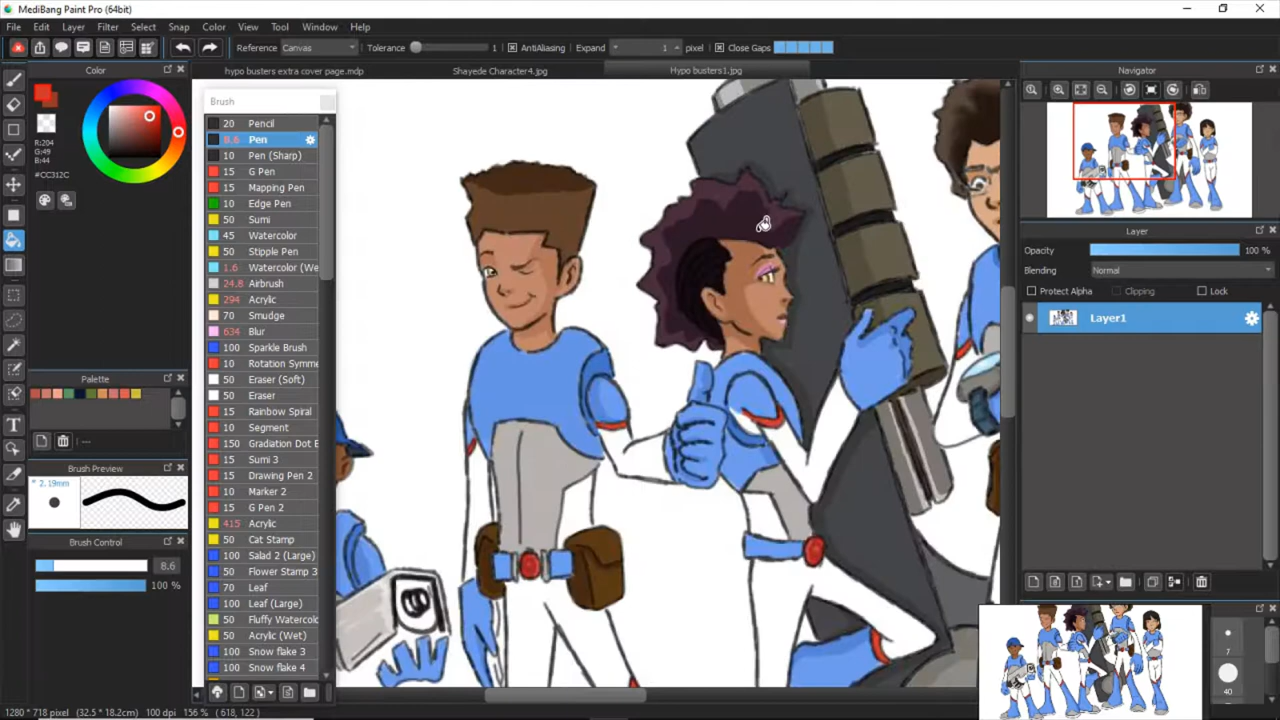 MediBang Paint Pro (64bit)
File Edit Layer Filter Select Snap Color View Tool Window Help
Reference Canvas Tolerance 1 AntiAliasing Expand 1 pixel Close Gaps
Color
R:204
G:49
B:44
#CC312C
Palette
---
Brush Preview
* 2.19mm
Brush Control
8.6
100 %
hypo busters extra cover page.mdp Shayede Character4.jpg Hypo busters1.jpg
Brush
20 Pencil
8.6 Pen
10 Pen (Sharp)
15 G Pen
15 Mapping Pen
10 Edge Pen
50 Sumi
45 Watercolor
50 Stipple Pen
1.6 Watercolor (We
24.8 Airbrush
294 Acrylic
70 Smudge
634 Blur
100 Sparkle Brush
10 Rotation Symme
50 Eraser (Soft)
50 Eraser
15 Rainbow Spiral
10 Segment
150 Gradation Dot E
15 Sumi 3
15 Drawing Pen 2
10 Marker 2
15 G Pen 2
415 Acrylic
50 Cat Stamp
100 Salad 2 (Large)
50 Flower Stamp 3
70 Leaf
100 Leaf (Large)
50 Fluffy Watercolo
50 Acrylic (Wet)
100 Snow flake 3
100 Snow flake 4
Navigator
Layer
Opacity 100 %
Blending Normal
Protect Alpha Clipping Lock
Layer1
7
40
1280 * 718 pixel (32.5 * 18.2cm) 100 dpi 156 % ( 618, 122 )